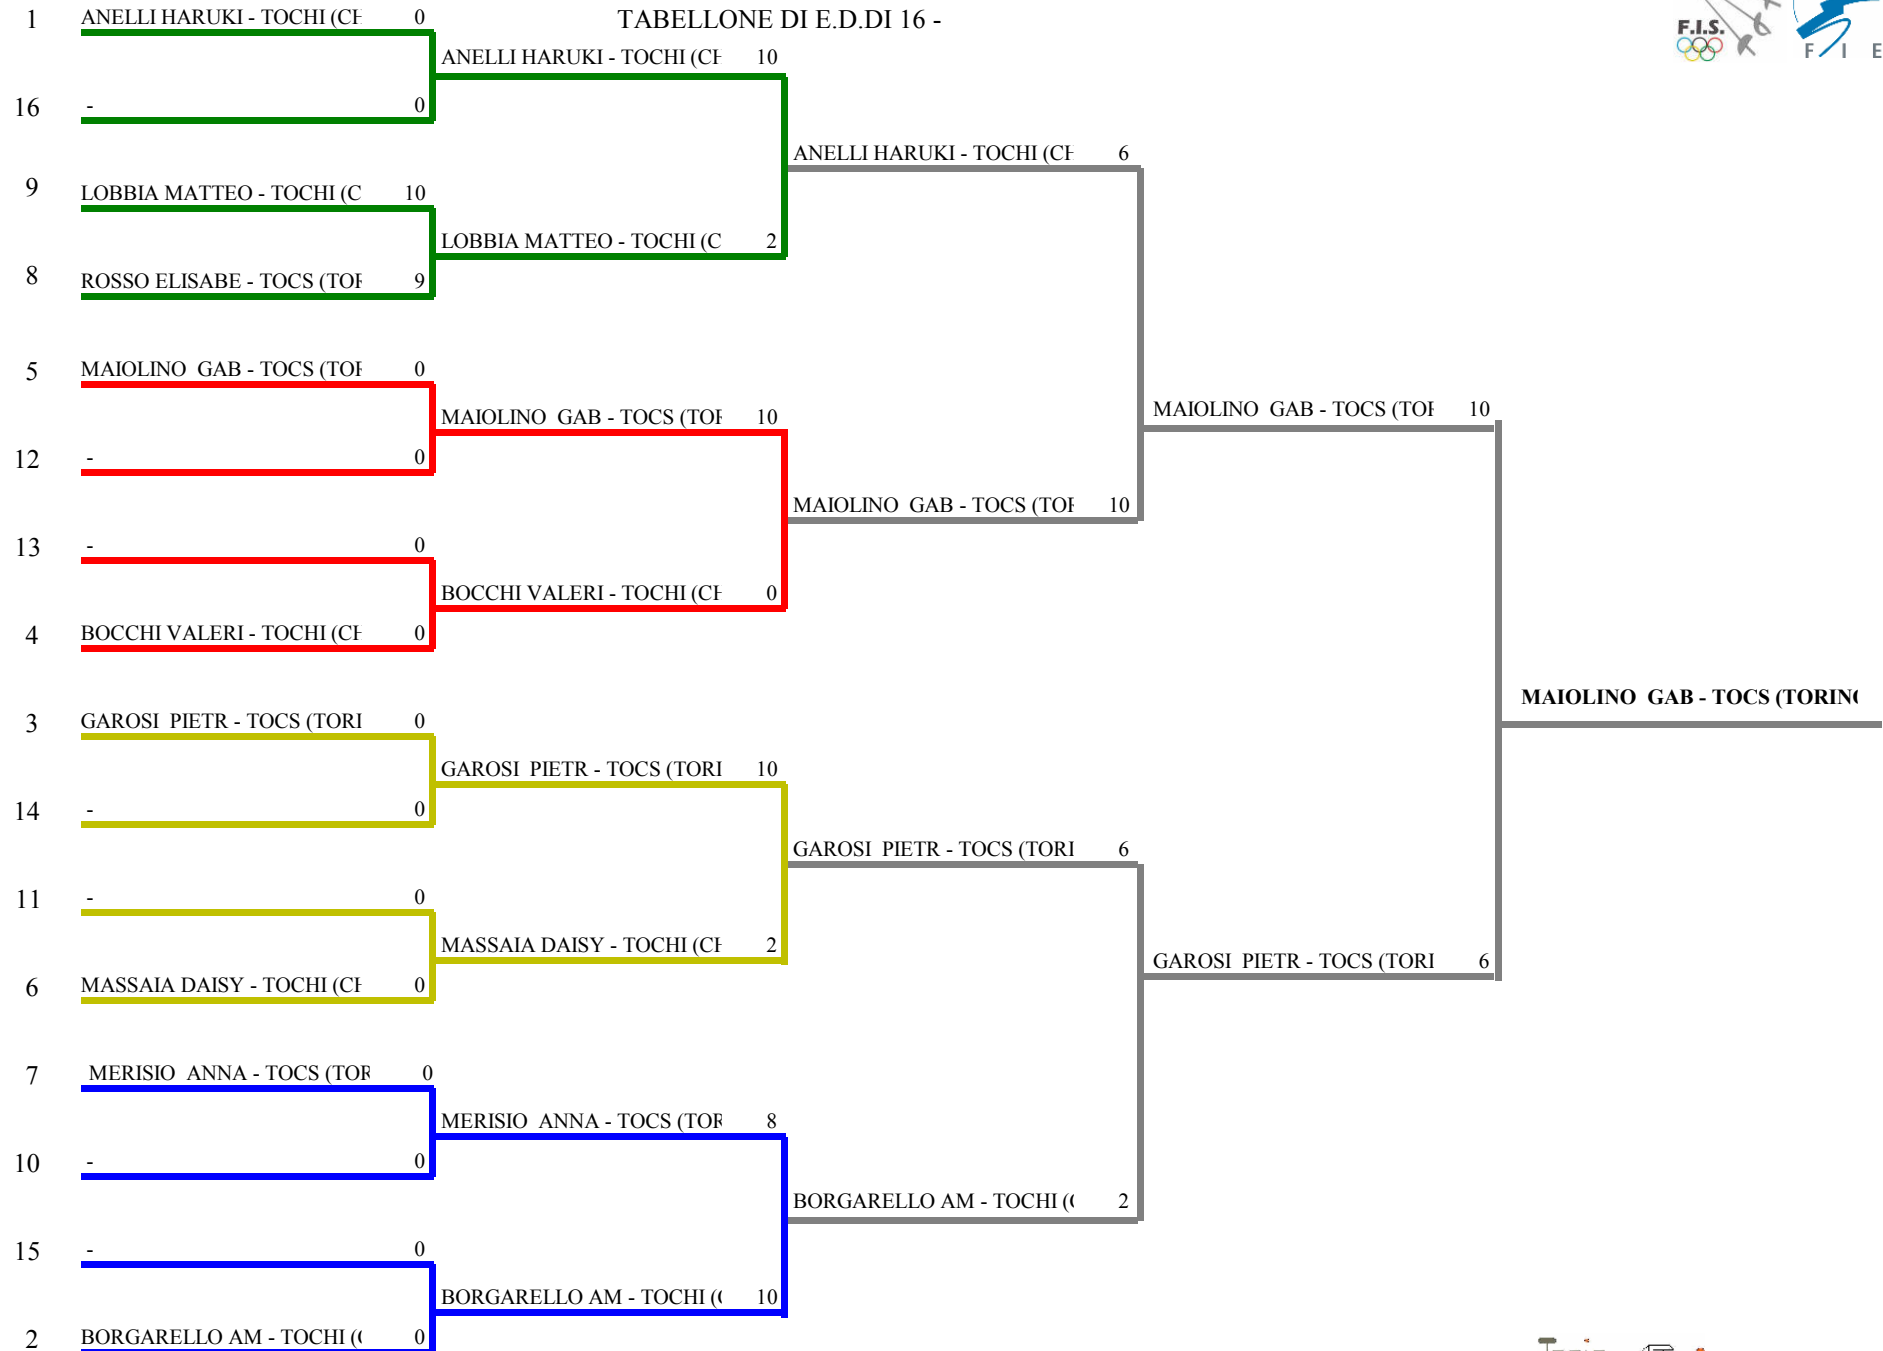 TABELLONE DI E.D.DI 16 -
F.I.S.
F I E
1 ANELLI HARUKI - TOCHI (CH 0
ANELLI HARUKI - TOCHI (CH 10
16 - 0
ANELLI HARUKI - TOCHI (CH 6
9 LOBBIA MATTEO - TOCHI (C 10
LOBBIA MATTEO - TOCHI (C 2
8 ROSSO ELISABE - TOCS (TOR 9
5 MAIOLINO GAB - TOCS (TOR 0
MAIOLINO GAB - TOCS (TOR 10
MAIOLINO GAB - TOCS (TOR 10
12 - 0
MAIOLINO GAB - TOCS (TOR 10
13 - 0
BOCCHI VALERI - TOCHI (CH 0
4 BOCCHI VALERI - TOCHI (CH 0
MAIOLINO GAB - TOCS (TORINO
3 GAROSI PIETR - TOCS (TORI 0
GAROSI PIETR - TOCS (TORI 10
14 - 0
GAROSI PIETR - TOCS (TORI 6
11 - 0
MASSAIA DAISY - TOCHI (CH 2
GAROSI PIETR - TOCS (TORI 6
6 MASSAIA DAISY - TOCHI (CH 0
7 MERISIO ANNA - TOCS (TOR 0
MERISIO ANNA - TOCS (TOR 8
10 - 0
BORGARELLO AM - TOCHI (C 2
15 - 0
BORGARELLO AM - TOCHI (C 10
2 BORGARELLO AM - TOCHI (C 0